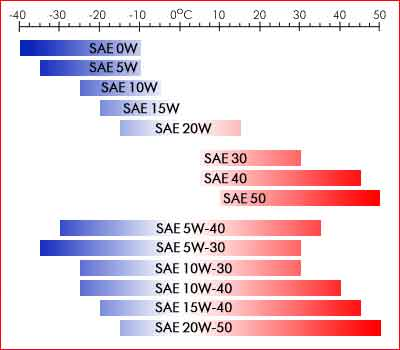 -40 -30 -20 -10 0°C 10 20 30 40 50
SAE 0W
SAE 5W
SAE 10W
SAE 15W
SAE 20W
SAE 30
SAE 40
SAE 50
SAE 5W-40
SAE 5W-30
SAE 10W-30
SAE 10W-40
SAE 15W-40
SAE 20W-50